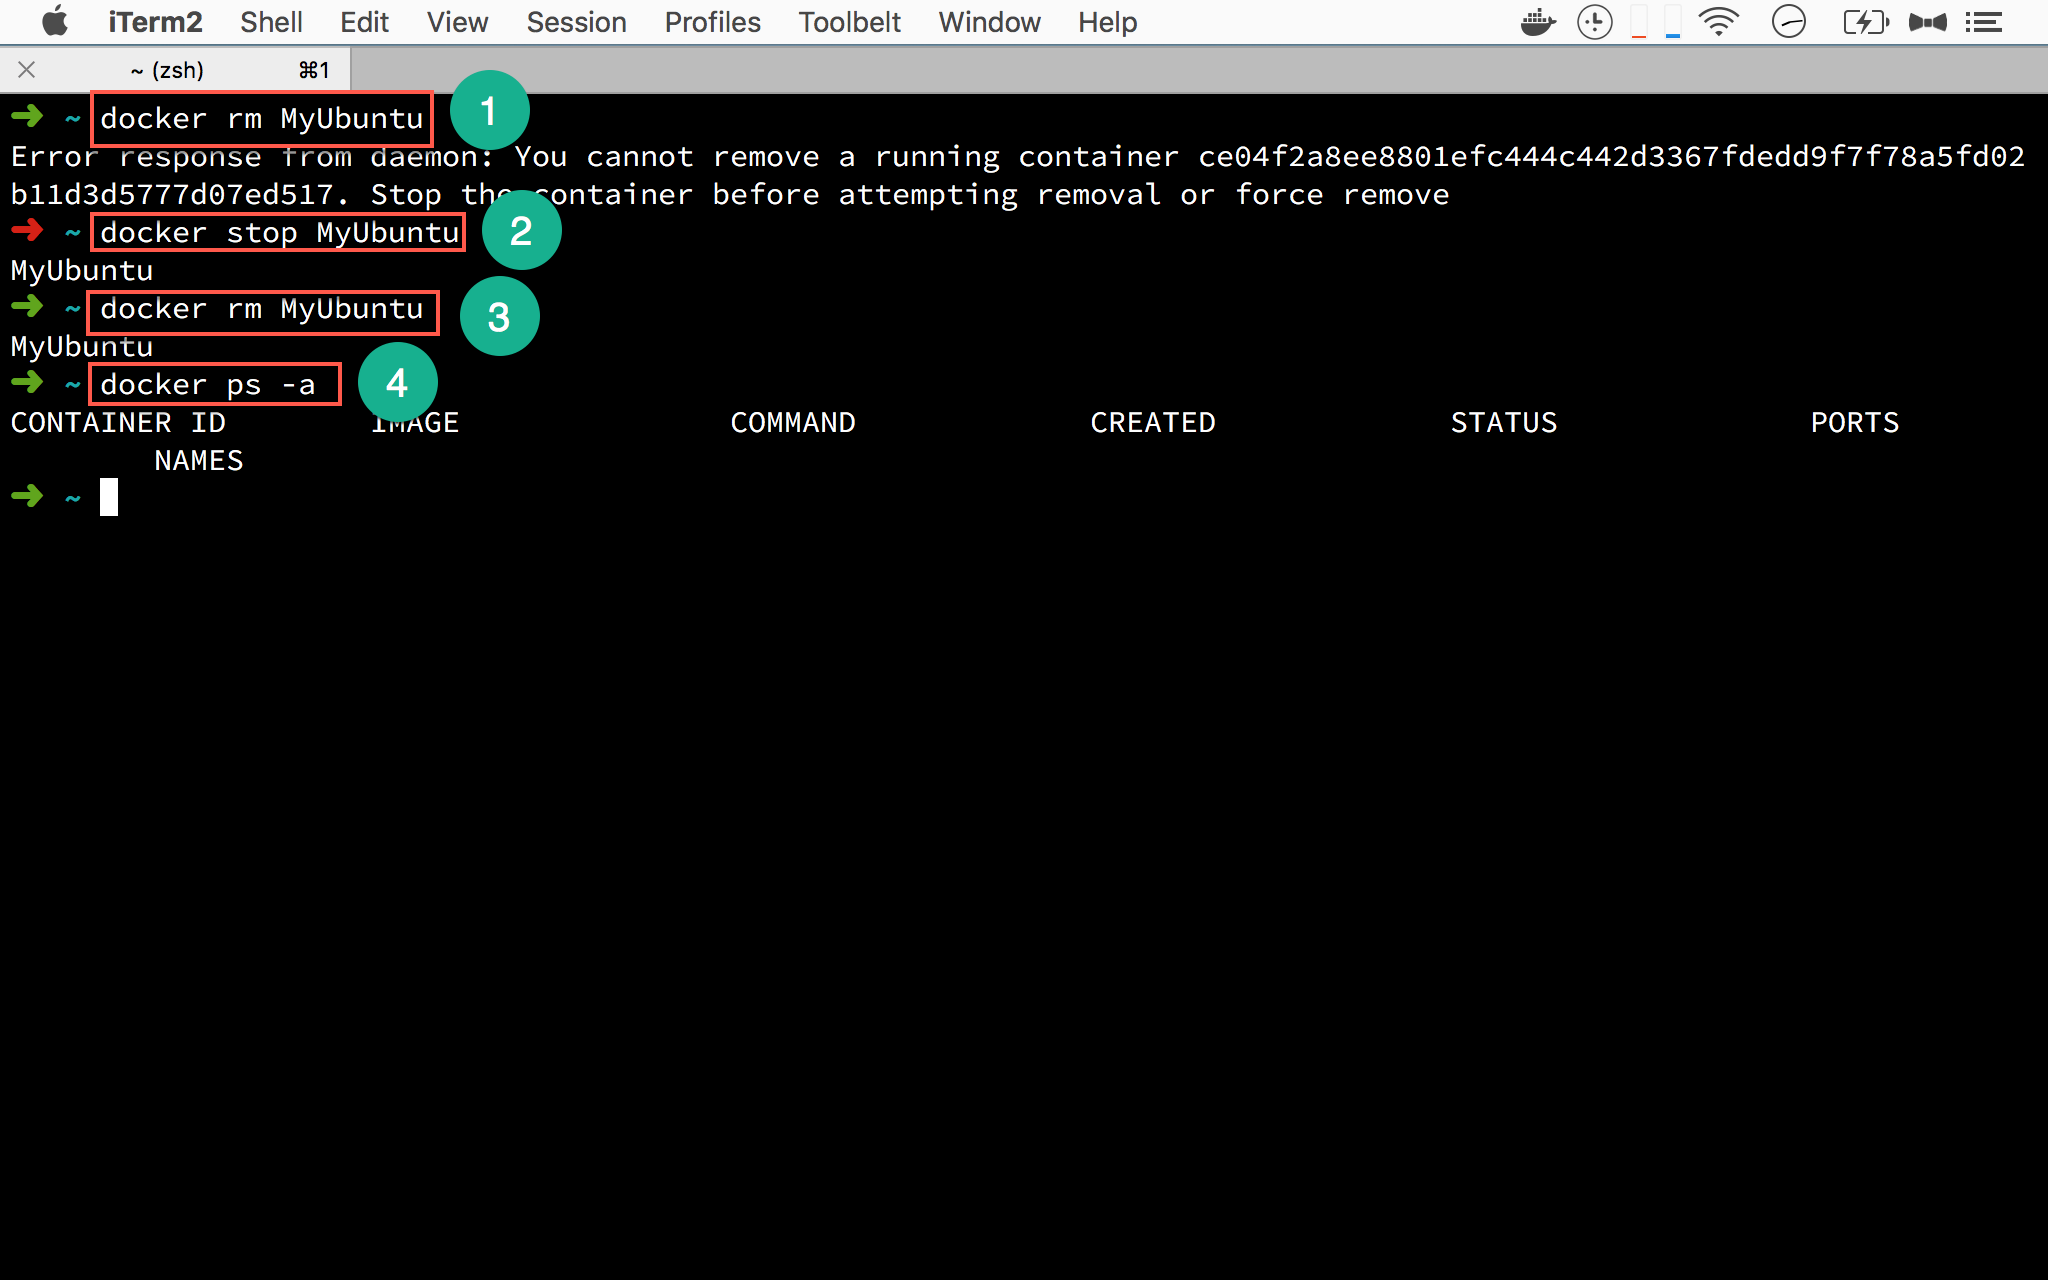 iTerm2 Shell Edit View Session Profiles Toolbelt Window Help
~ (zsh) ⌘1
➜ ~ docker rm MyUbuntu 1
Error response from daemon: You cannot remove a running container ce04f2a8ee8801efc444c442d3367fdedd9f7f78a5fd02
b11d3d5777d07ed517. Stop the container before attempting removal or force remove
➜ ~ docker stop MyUbuntu 2
MyUbuntu
➜ ~ docker rm MyUbuntu 3
MyUbuntu
➜ ~ docker ps -a 4
CONTAINER ID IMAGE COMMAND CREATED STATUS PORTS
NAMES
➜ ~